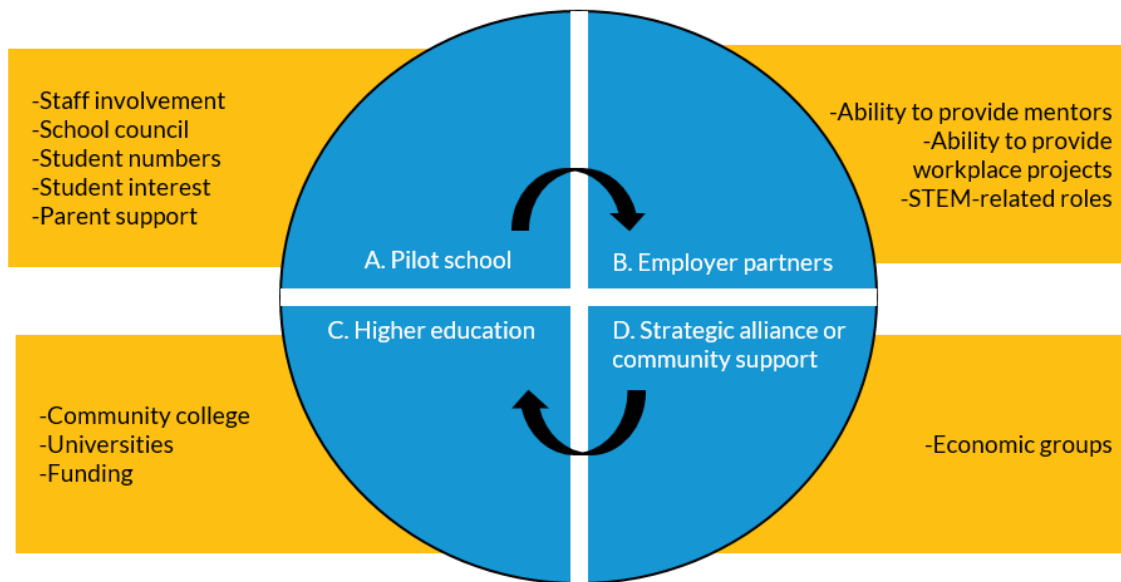 -Staff involvement
-School council
-Student numbers
-Student interest
-Parent support
-Ability to provide mentors
-Ability to provide
workplace projects
-STEM-related roles
A. Pilot school
B. Employer partners
C. Higher education
D. Strategic alliance or
community support
-Community college
-Universities
-Funding
-Economic groups